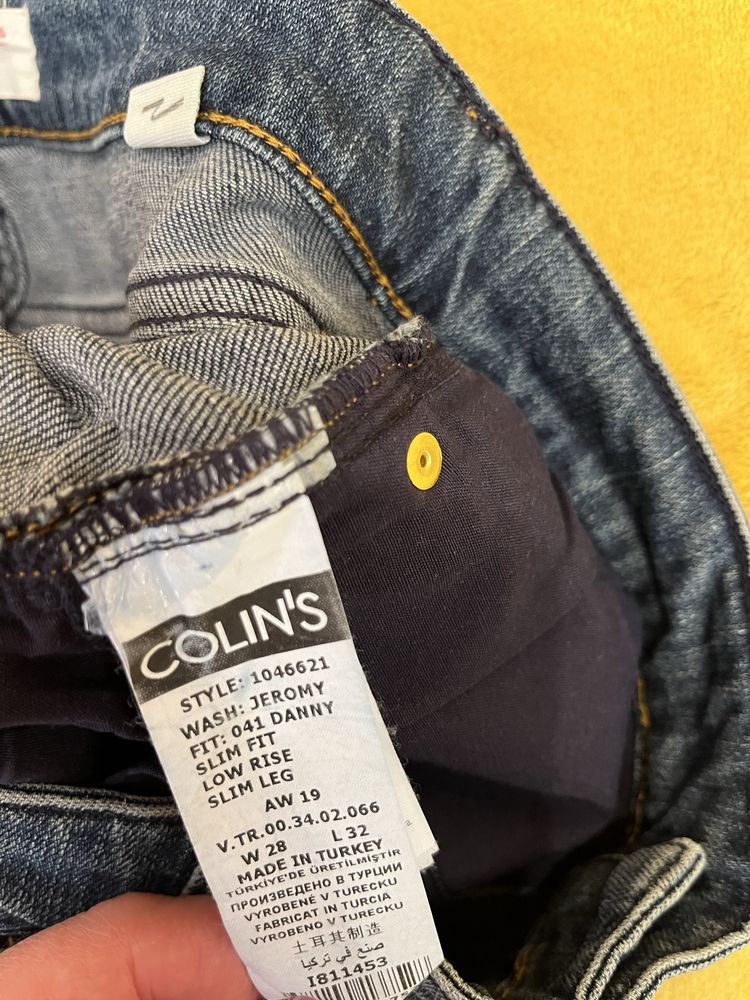 N
COLIN'S
STYLE: 1046621
WASH: JEROMY
FIT: 041 DANNY
SLIM FIT
LOW RISE
SLIM LEG
AW 19
V.TR.00.34.02.066
W 28 L 32
MADE IN TURKEY
TÜRKİYE'DE ÜRETİLMİŞTİR
ПРОИЗВЕДЕНО В ТУРЦИИ
VYROBENÉ V TURECKU
FABRICAT IN TURCIA
VYROBENO V TURECKU
土耳其制造
صنع في تركيا
I811453